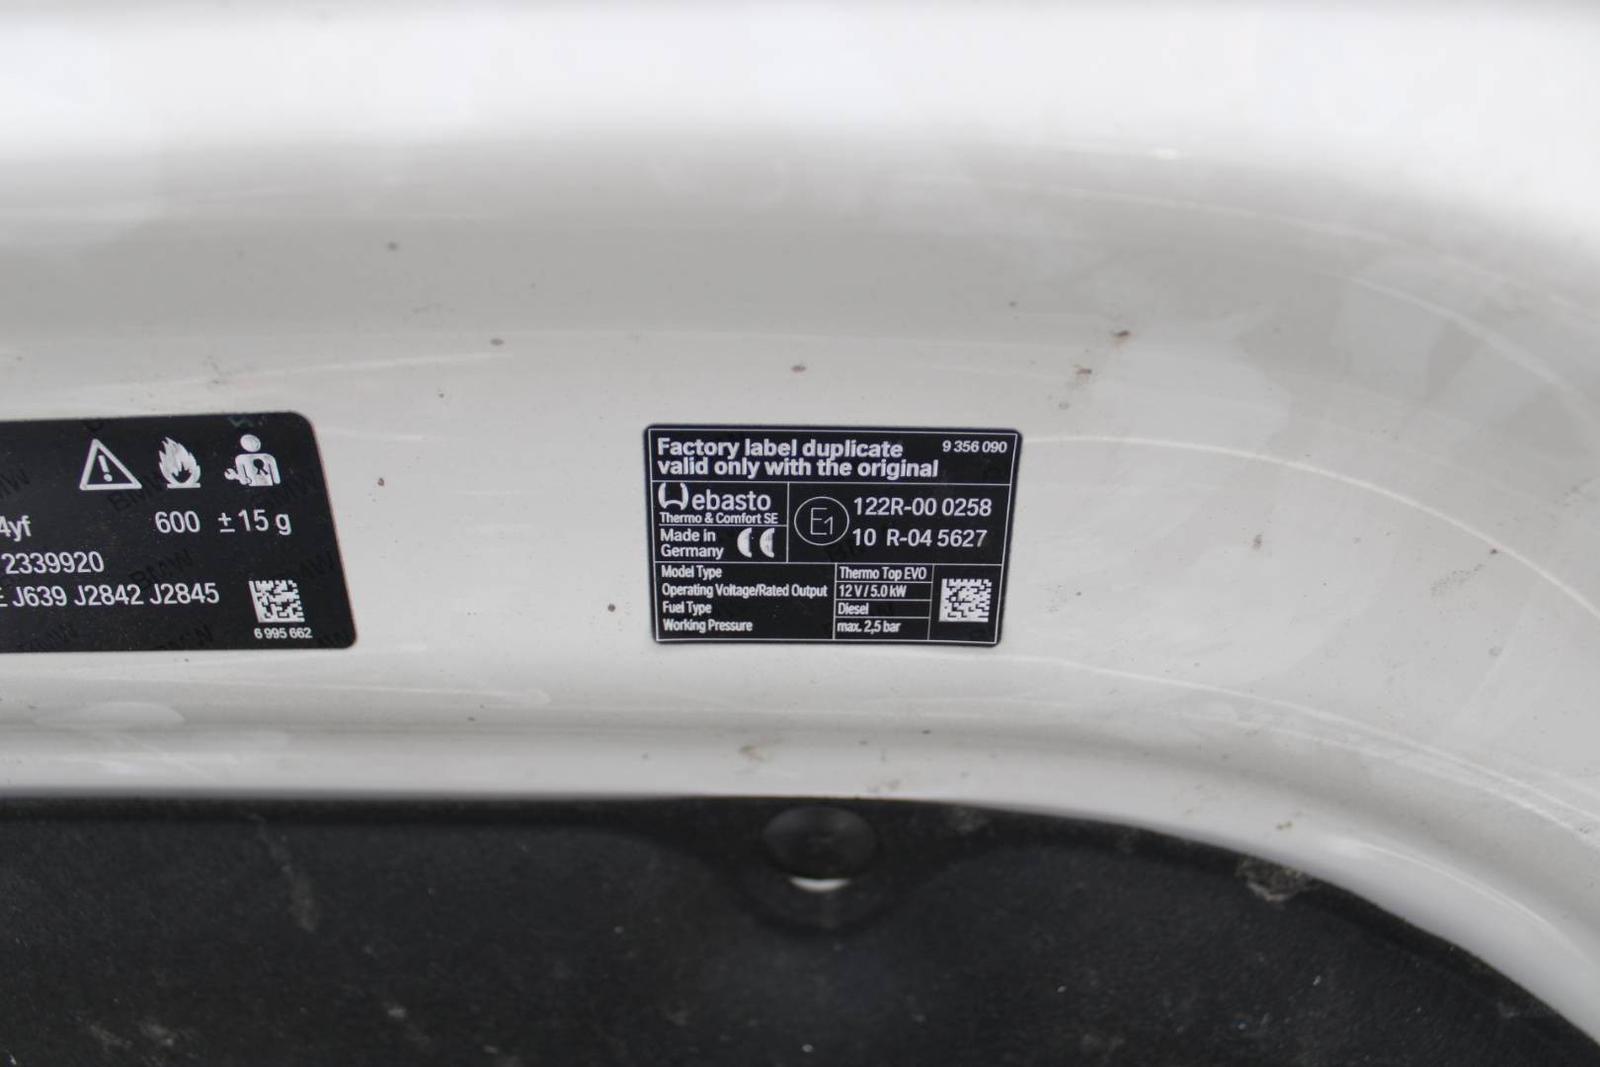 4yf 600 ±15 g
2339920
E J639 J2842 J2845
6 995 662
Factory label duplicate
valid only with the original
9 356 090
Webasto
Thermo & Comfort SE
Made in
Germany
CE
E1
122R-00 0258
10 R-04 5627
Model Type Thermo Top EVO
Operating Voltage/Rated Output 12 V / 5.0 kW
Fuel Type Diesel
Working Pressure max. 2,5 bar